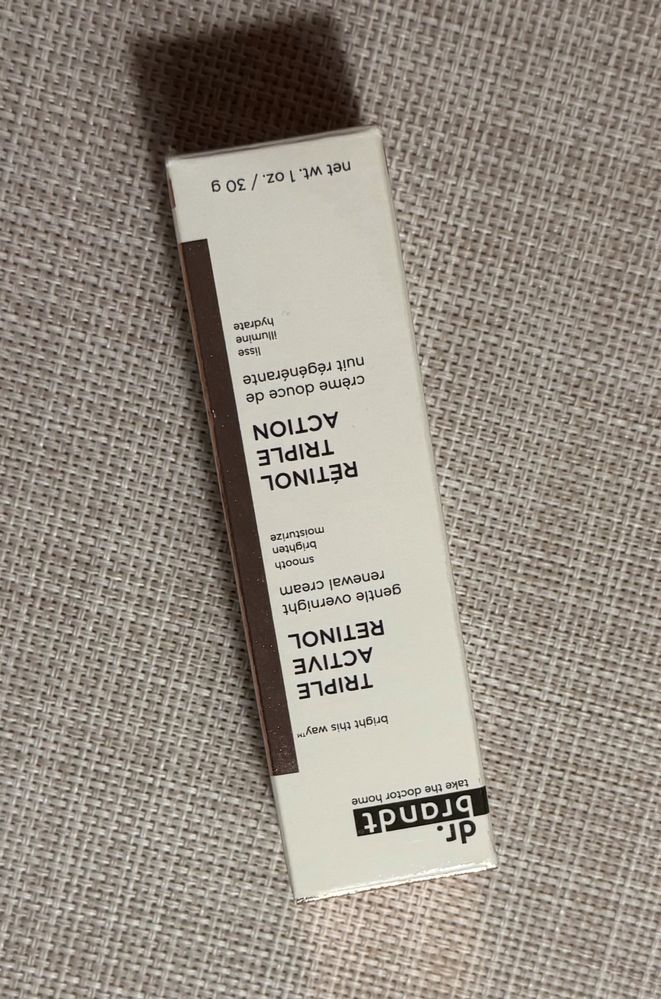 dr.
brandt
take the doctor home
bright this way™
TRIPLE
ACTIVE
RETINOL
gentle overnight
renewal cream
smooth
brighten
moisturize
RÉTINOL
TRIPLE
ACTION
crème douce de
nuit régénérante
lisse
illumine
hydrate
net wt. 1 oz. / 30 g